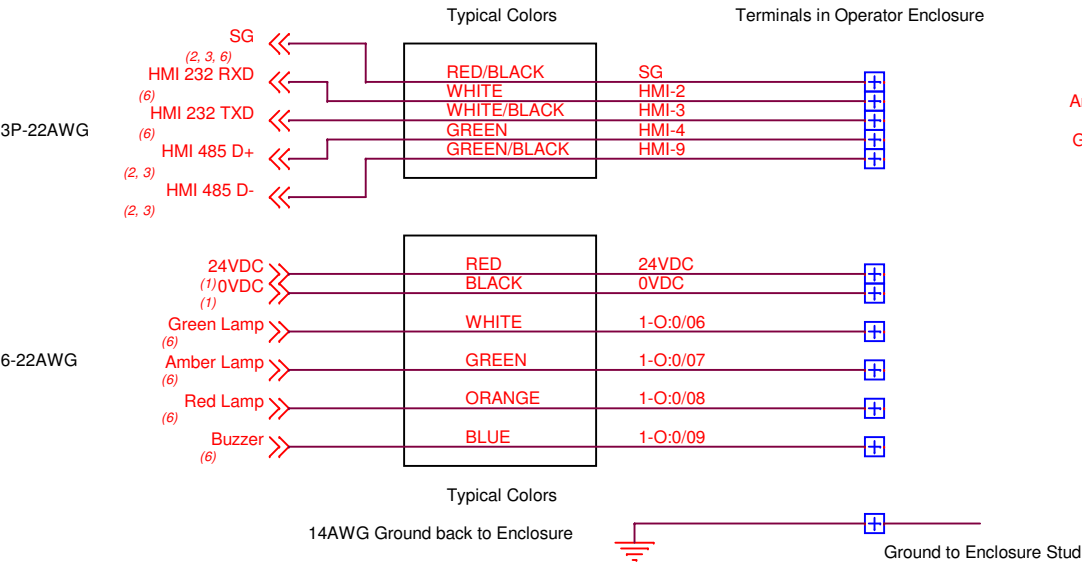 Typical Colors
Terminals in Operator Enclosure
SG
(2, 3, 6)
RED/BLACK
SG
HMI 232 RXD
(6)
WHITE
HMI-2
HMI 232 TXD
(6)
WHITE/BLACK
HMI-3
3P-22AWG
GREEN
HMI-4
HMI 485 D+
(2, 3)
GREEN/BLACK
HMI-9
HMI 485 D-
(2, 3)
24VDC
(1)
RED
24VDC
0VDC
(1)
BLACK
0VDC
Green Lamp
(6)
WHITE
1-O:0/06
6-22AWG
Amber Lamp
(6)
GREEN
1-O:0/07
Red Lamp
(6)
ORANGE
1-O:0/08
Buzzer
(6)
BLUE
1-O:0/09
Typical Colors
14AWG Ground back to Enclosure
Ground to Enclosure Stud